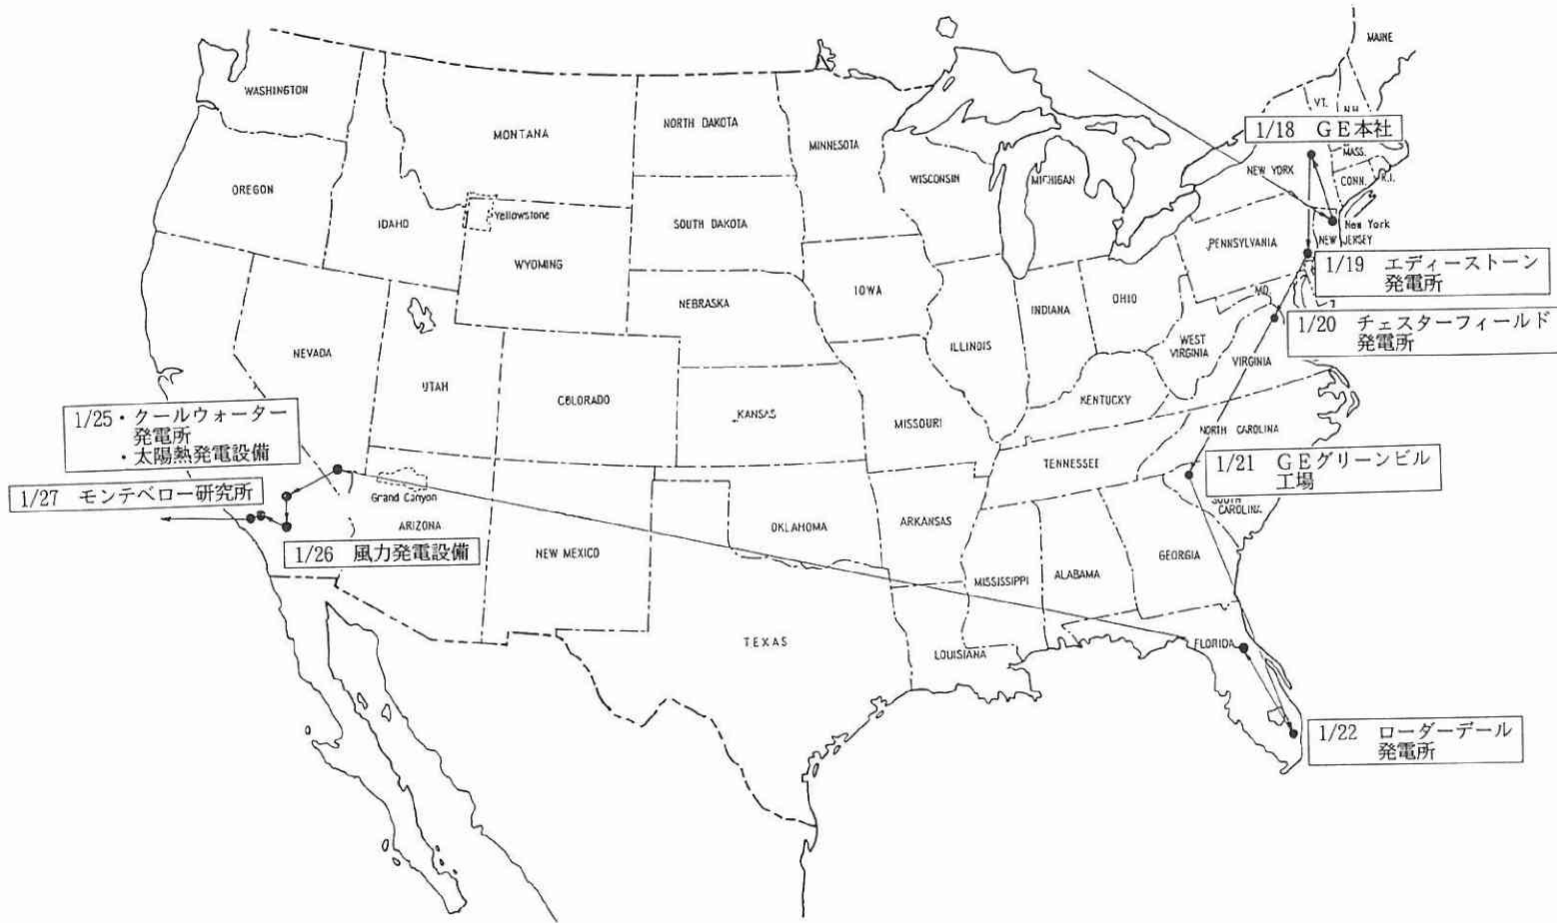 MAINE
WASHINGTON
MONTANA
NORTH DAKOTA
MINNESOTA
VT.
N.H.
1/18 GE本社
MASS.
CONN.
R.I.
NEW YORK
WISCONSIN
MICHIGAN
OREGON
IDAHO
Yellowstone
SOUTH DAKOTA
New York
NEW JERSEY
PENNSYLVANIA
1/19 エディーストーン
発電所
WYOMING
IOWA
MD.
NEBRASKA
INDIANA
OHIO
1/20 チェスターフィールド
発電所
NEVADA
ILLINOIS
WEST
VIRGINIA
VIRGINIA
UTAH
COLORADO
KANSAS
MISSOURI
KENTUCKY
1/25・クールウォーター
発電所
・太陽熱発電設備
NORTH CAROLINA
TENNESSEE
1/21 GEグリーンビル
工場
1/27 モンテベロー研究所
Grand Canyon
SOUTH
CAROLINA
ARIZONA
OKLAHOMA
ARKANSAS
1/26 風力発電設備
NEW MEXICO
GEORGIA
MISSISSIPPI
ALABAMA
TEXAS
LOUISIANA
FLORIDA
1/22 ローダーデール
発電所